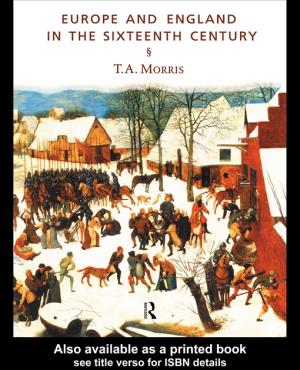 EUROPE AND ENGLAND
IN THE SIXTEENTH CENTURY
§
T.A. MORRIS
R
Also available as a printed book
see title verso for ISBN details